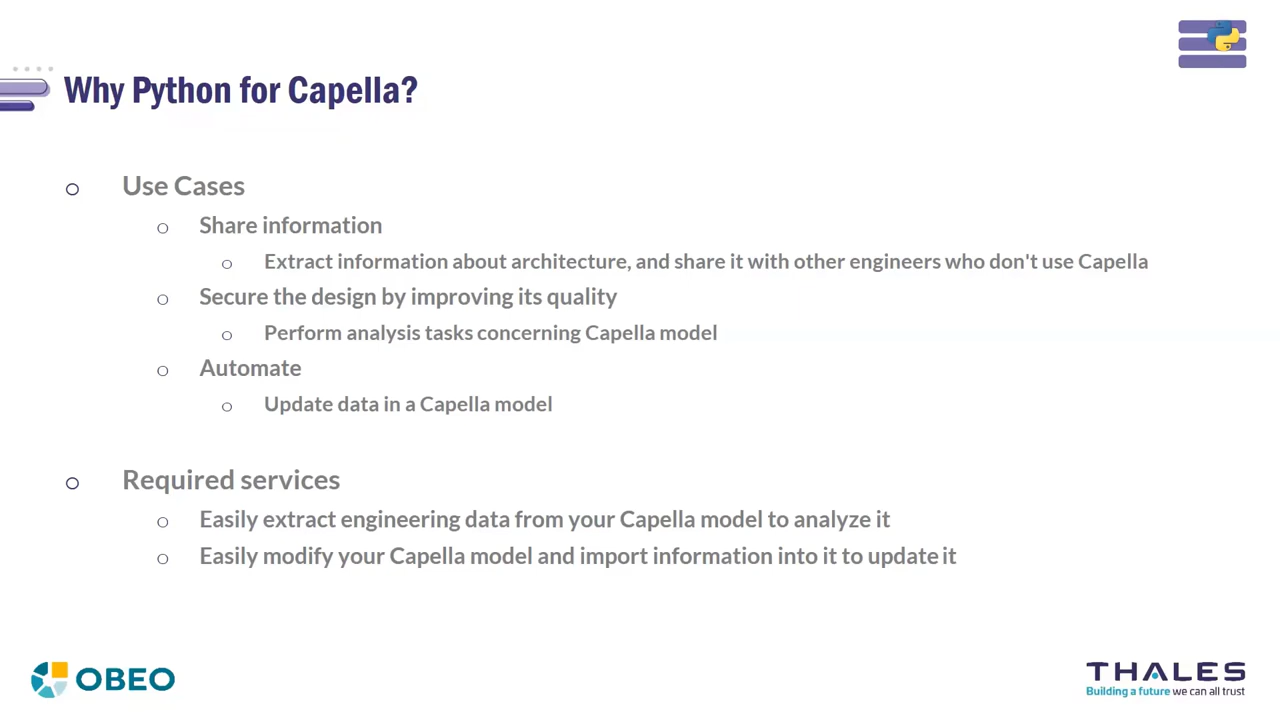 Why Python for Capella?
o Use Cases
o Share information
o Extract information about architecture, and share it with other engineers who don't use Capella
o Secure the design by improving its quality
o Perform analysis tasks concerning Capella model
o Automate
o Update data in a Capella model
o Required services
o Easily extract engineering data from your Capella model to analyze it
o Easily modify your Capella model and import information into it to update it
OBEO
THALES
Building a future we can all trust